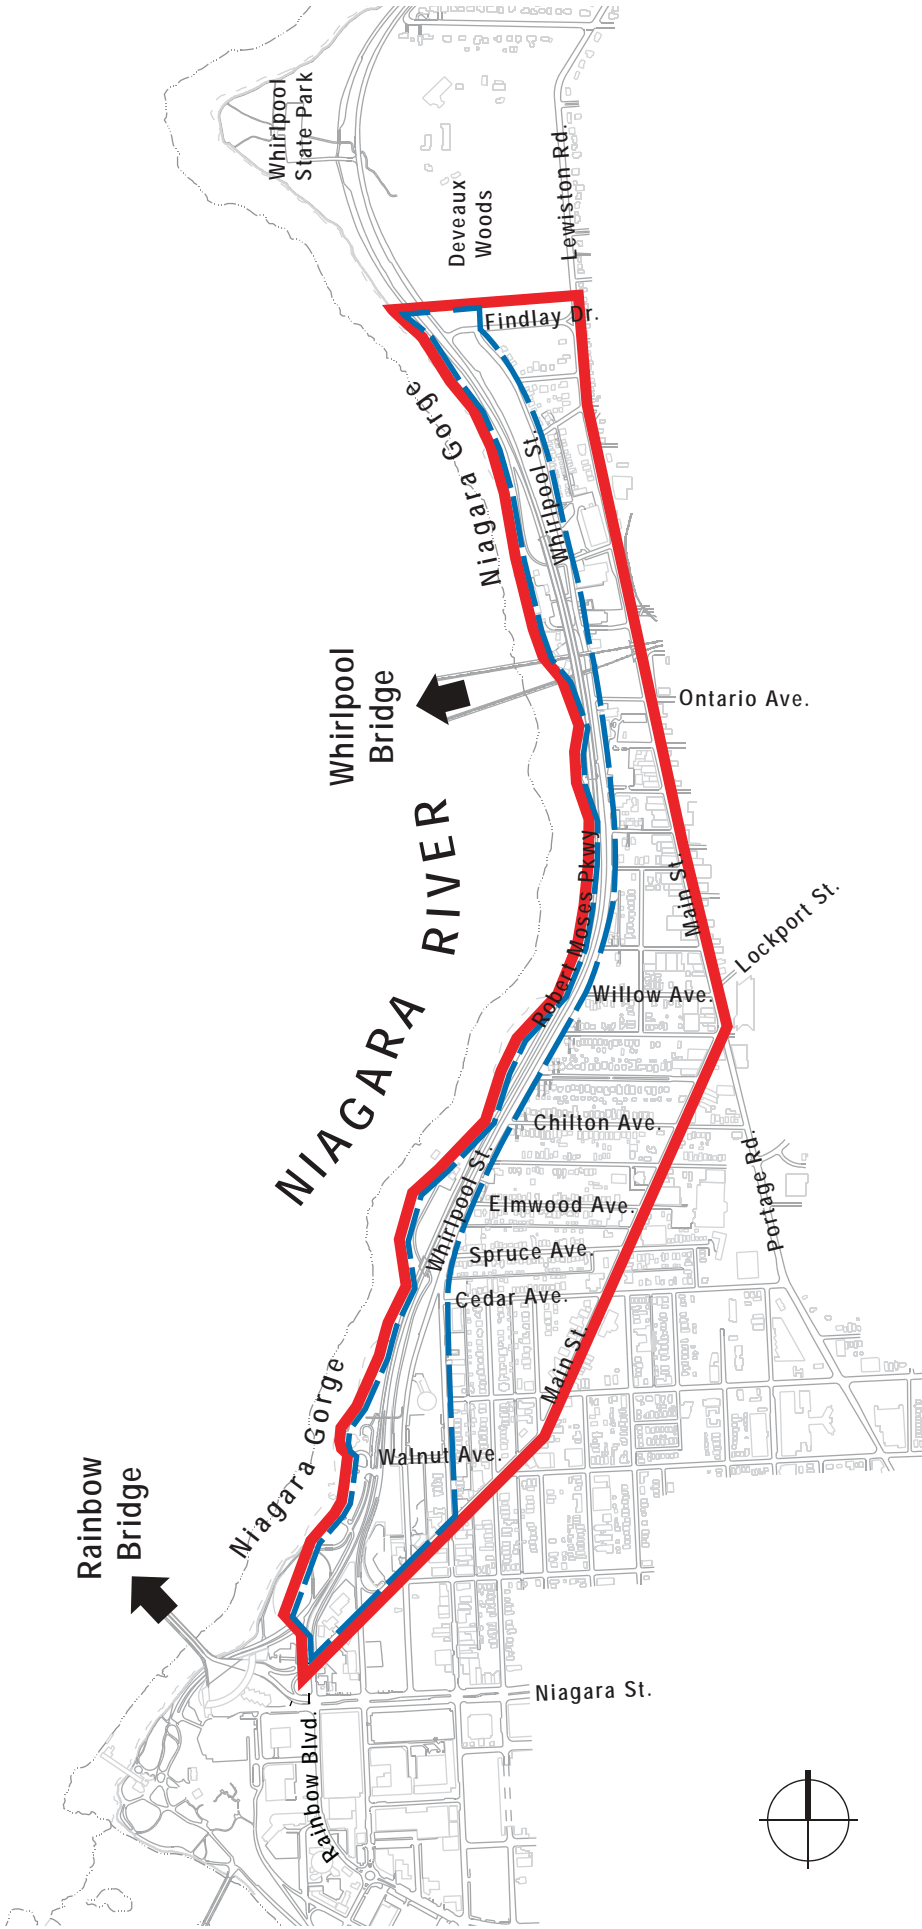 Whirlpool
State Park
Deveaux
Woods
Lewiston Rd.
Findlay Dr.
Niagara Gorge
Whirlpool St.
Whirlpool
Bridge
Ontario Ave.
NIAGARA RIVER
Robert Moses Pkwy
Main St.
Lockport St.
Willow Ave.
Chilton Ave.
Portage Rd.
Whirlpool St.
Elmwood Ave.
Spruce Ave.
Cedar Ave.
Main St.
Niagara Gorge
Walnut Ave.
Rainbow
Bridge
Niagara St.
Rainbow Blvd.